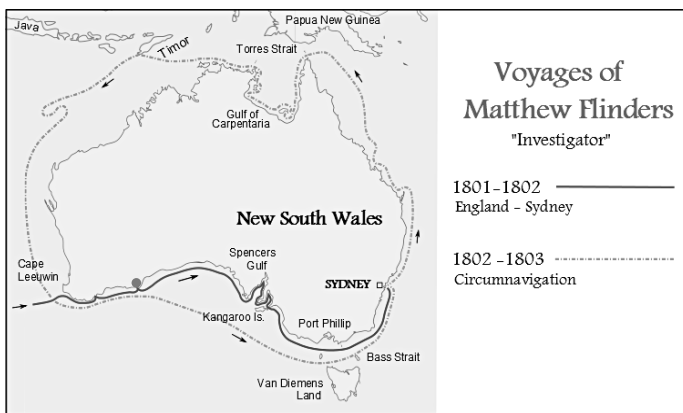 Java
Papua New Guinea
Timor
Torres Strait
Gulf of
Carpentaria
New South Wales
Cape
Leeuwin
Spencers
Gulf
SYDNEY
Kangaroo Is.
Port Phillip
Bass Strait
Van Diemens
Land
Voyages of
Matthew Flinders
"Investigator"
1801-1802
England - Sydney
1802 -1803
Circumnavigation